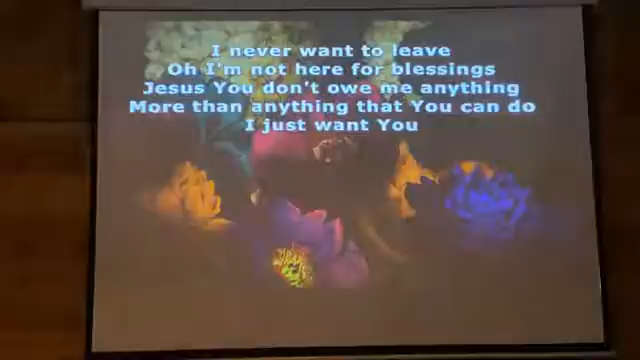 I never want to leave
Oh I'm not here for blessings
Jesus You don't owe me anything
More than anything that You can do
I just want You